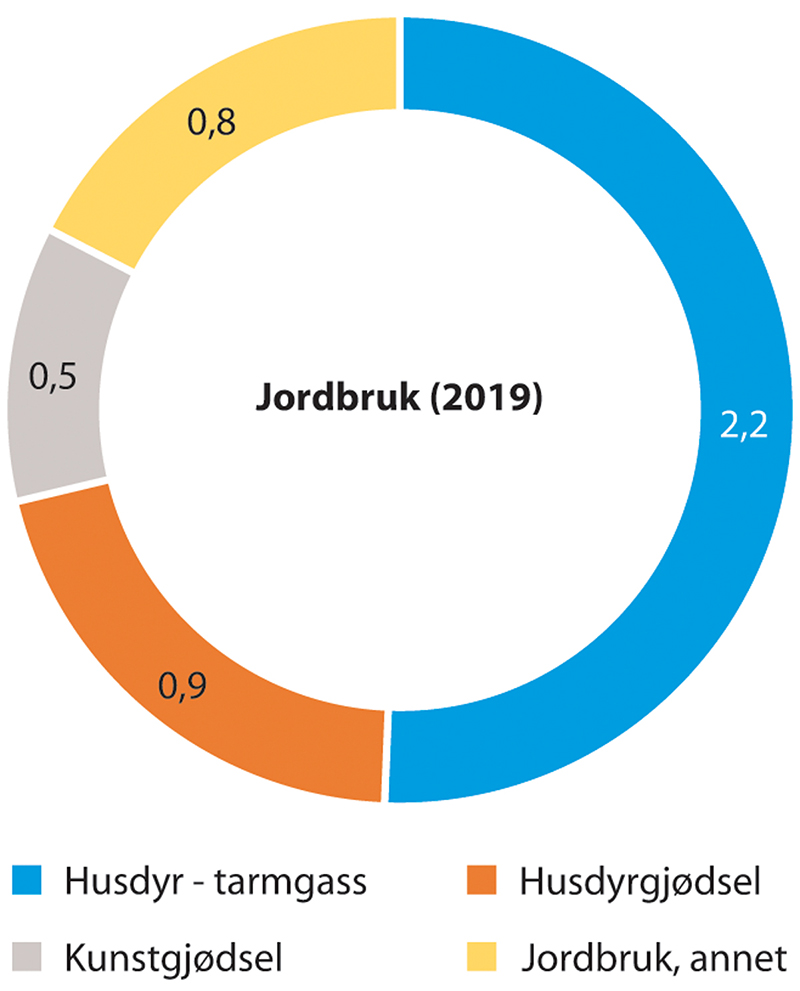 0,8
0,5
Jordbruk (2019)
2,2
0,9
Husdyr - tarmgass
Husdyrgjødsel
Kunstgjødsel
Jordbruk, annet